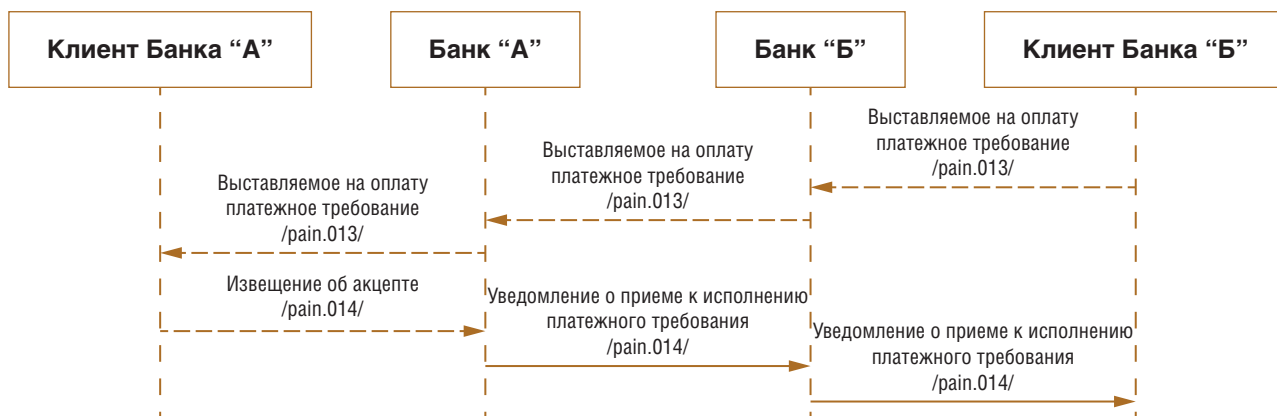 Клиент Банка “А”
Банк “А”
Банк “Б”
Клиент Банка “Б”
Выставляемое на оплату
платежное требование
/pain.013/
Выставляемое на оплату
платежное требование
/pain.013/
Выставляемое на оплату
платежное требование
/pain.013/
Извещение об акцепте
/pain.014/
Уведомление о приеме к исполнению
платежного требования
/pain.014/
Уведомление о приеме к исполнению
платежного требования
/pain.014/